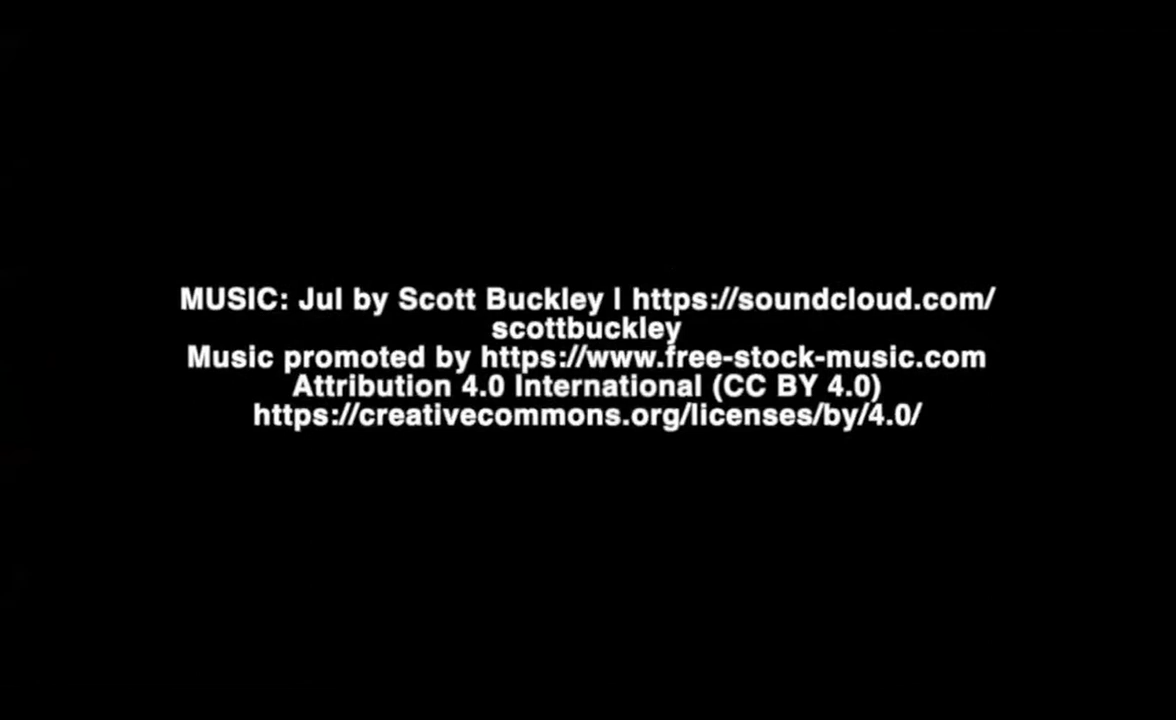 MUSIC: Jul by Scott Buckley | https://soundcloud.com/
scottbuckley
Music promoted by https://www.free-stock-music.com
Attribution 4.0 International (CC BY 4.0)
https://creativecommons.org/licenses/by/4.0/